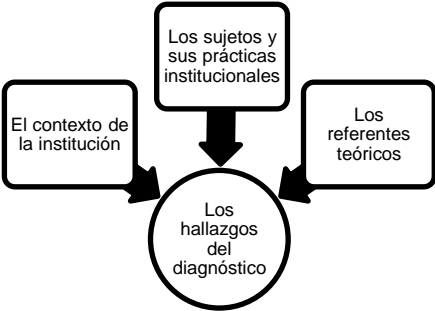 Los sujetos y
sus prácticas
institucionales
El contexto de
la institución
Los
referentes
teóricos
Los
hallazgos
del
diagnóstico